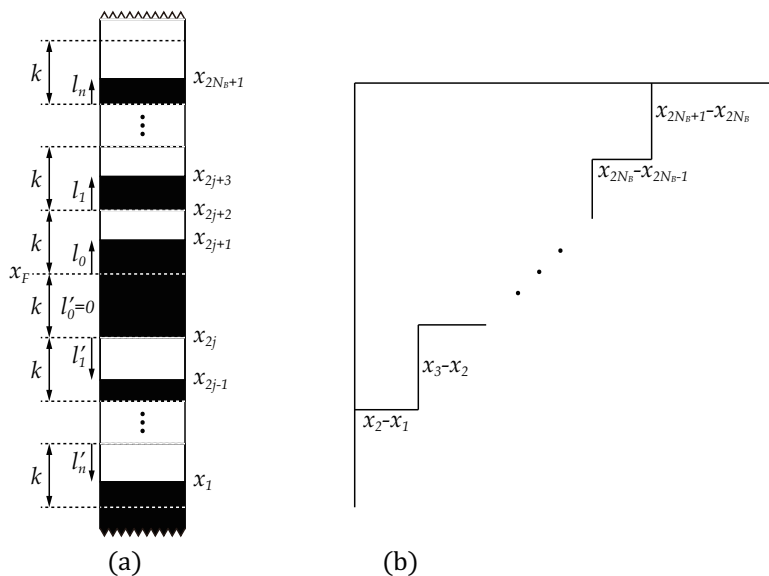 k
l_n
x_{2N_B+1}
k
l_1
x_{2j+3}
x_{2j+2}
k
l_0
x_{2j+1}
x_F
k
l'_0=0
x_{2j}
k
l'_1
x_{2j-1}
k
l'_n
x_1
(a)
x_{2N_B+1}-x_{2N_B}
x_{2N_B}-x_{2N_B-1}
x_3-x_2
x_2-x_1
(b)